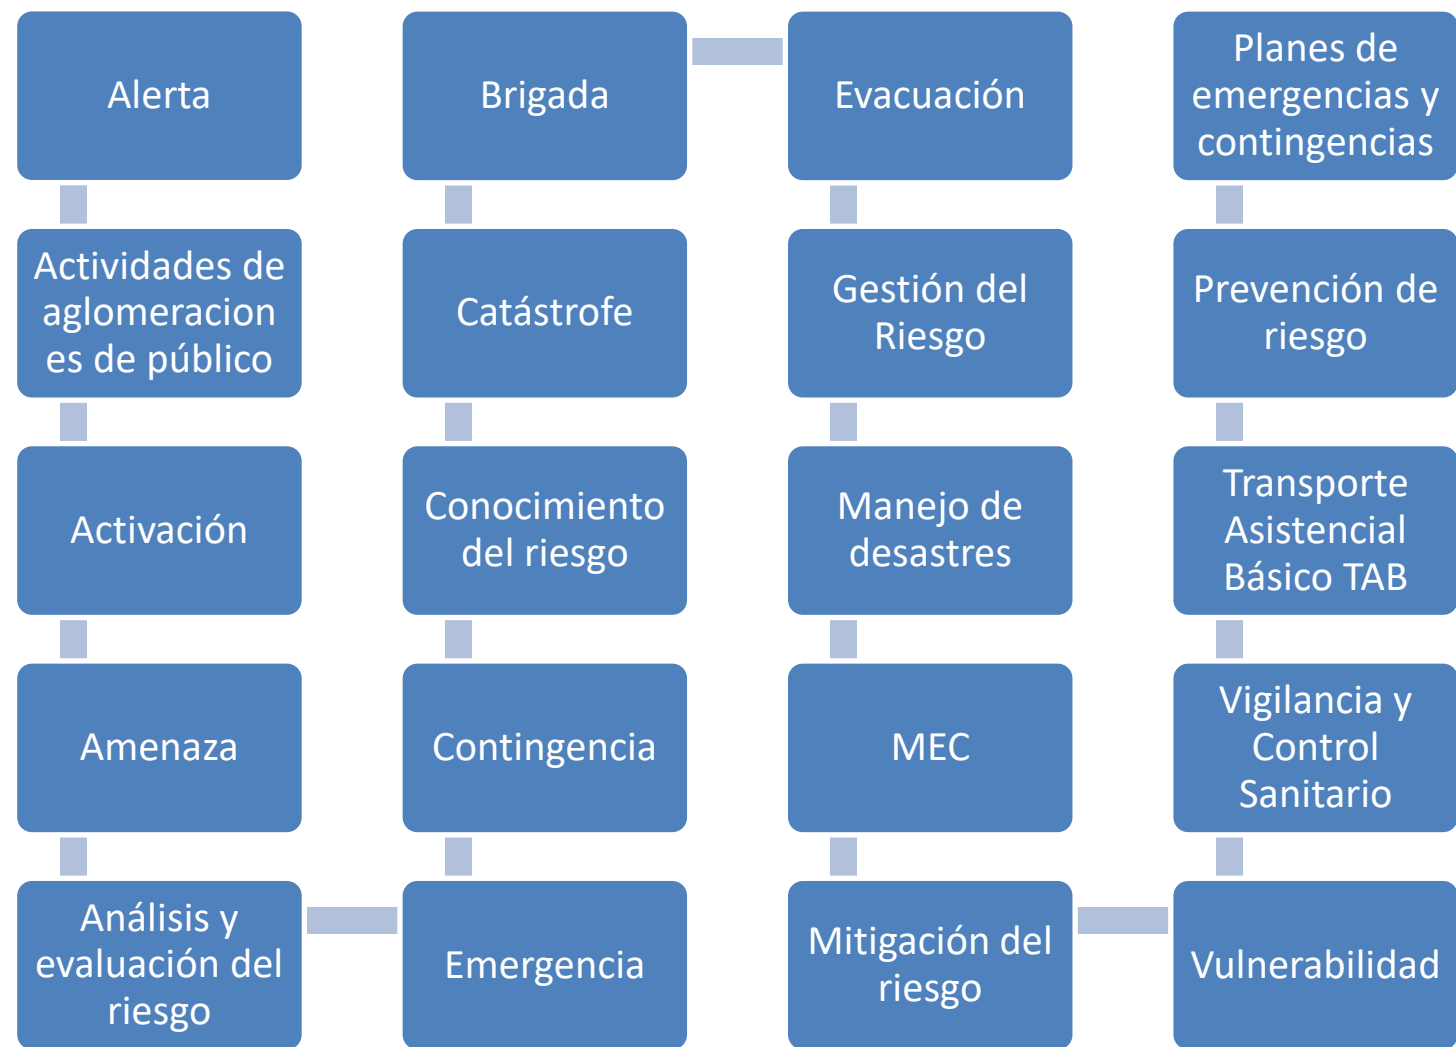 Alerta
Actividades de
aglomeracion
es de público
Activación
Amenaza
Análisis y
evaluación del
riesgo
Emergencia
Contingencia
Conocimiento
del riesgo
Catástrofe
Brigada
Evacuación
Gestión del
Riesgo
Manejo de
desastres
MEC
Mitigación del
riesgo
Vulnerabilidad
Vigilancia y
Control
Sanitario
Transporte
Asistencial
Básico TAB
Prevención de
riesgo
Planes de
emergencias y
contingencias